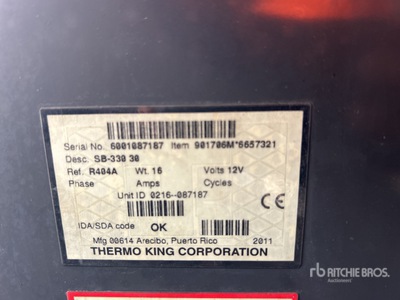 Serial No. 6001087187 Item 901706M*6657321
Desc. SB-330 30
Ref. R404A Wt. 16 Volts 12V
Phase Amps Cycles
Unit ID 0216--087187
IDA/SDA code OK
Mfg 00614 Arecibo, Puerto Rico 2011
THERMO KING CORPORATION
rb RITCHIE BROS.
Auctioneers